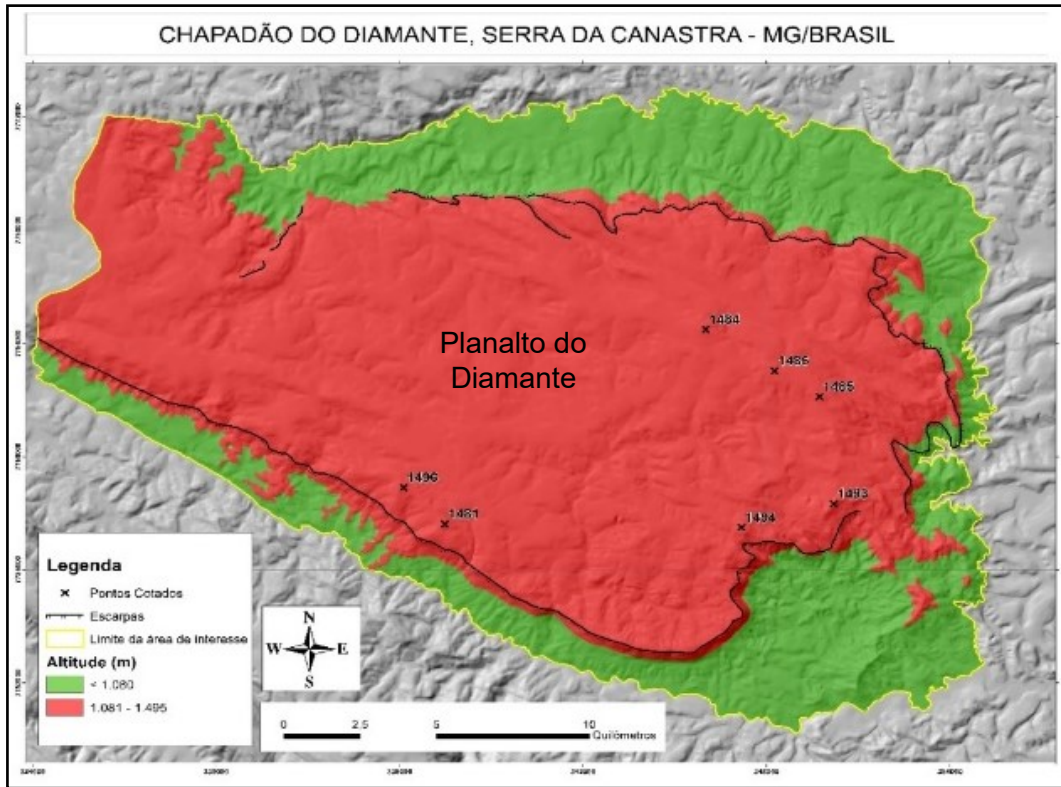 CHAPADÃO DO DIAMANTE, SERRA DA CANASTRA - MG/BRASIL
1484
Planalto do
Diamante
1485
1485
1496
1493
1481
1494
Legenda
Pontos Cotados
Escarpas
Limite da área de interesse
Altitude (m)
< 1.080
1.081 - 1.495
N
W E
S
0 2.5 5 10
Quilômetros